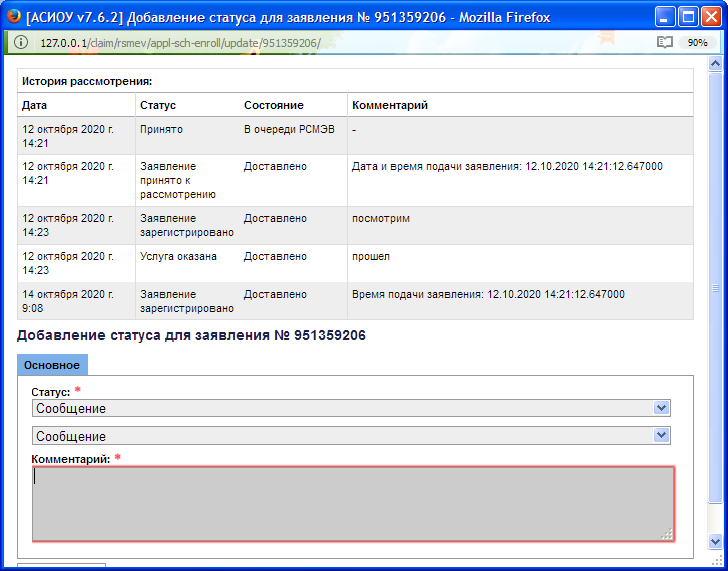 [АСИОУ v7.6.2] Добавление статуса для заявления № 951359206 - Mozilla Firefox
127.0.0.1/claim/rsmev/appl-sch-enroll/update/951359206/ 90%
История рассмотрения:
Дата Статус Состояние Комментарий
12 октября 2020 г. Принято В очереди РСМЭВ -
14:21
12 октября 2020 г. Заявление Доставлено Дата и время подачи заявления: 12.10.2020 14:21:12.647000
14:21 принято к
рассмотрению
12 октября 2020 г. Заявление Доставлено посмотрим
14:23 зарегистрировано
12 октября 2020 г. Услуга оказана Доставлено прошел
14:23
14 октября 2020 г. Заявление Доставлено Время подачи заявления: 12.10.2020 14:21:12.647000
9:08 зарегистрировано
Добавление статуса для заявления № 951359206
Основное
Статус: *
Сообщение
Сообщение
Комментарий: *